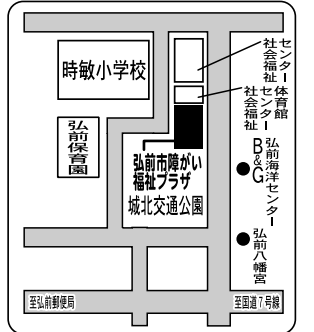 社会福祉
センター
時敏小学校
社会福祉
センター体育館
弘前保育園
弘前市障がい
福祉プラザ
城北交通公園
B&G
弘前海洋センター
弘前八幡宮
至弘前郵便局
至国道7号線